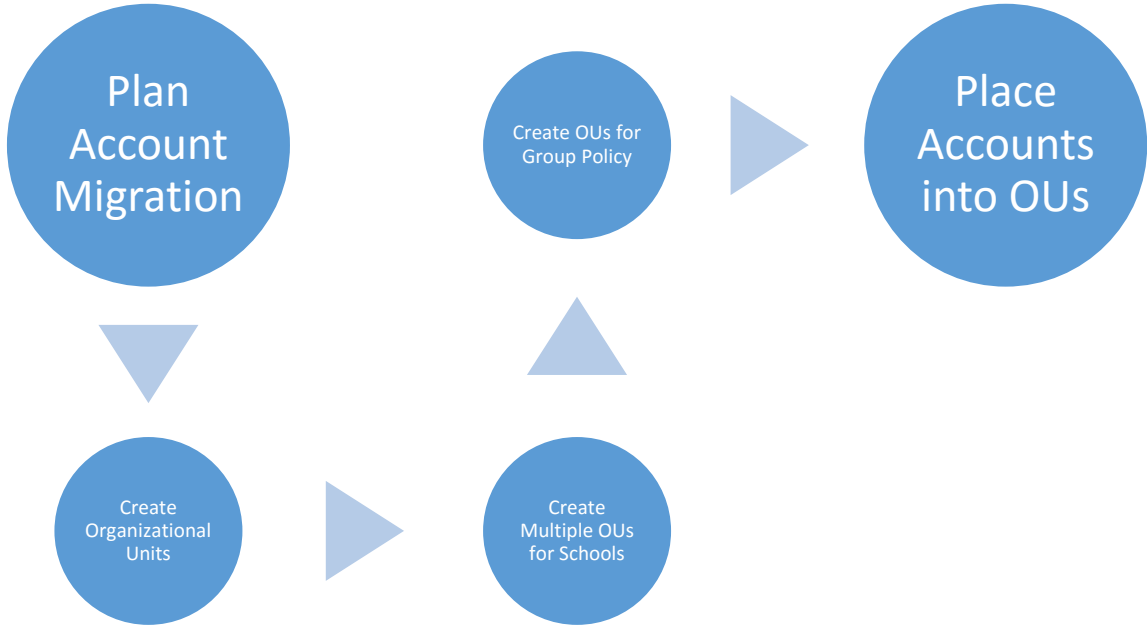 Plan
Account
Migration
Create
Organizational
Units
Create
Multiple OUs
for Schools
Create OUs for
Group Policy
Place
Accounts
into OUs